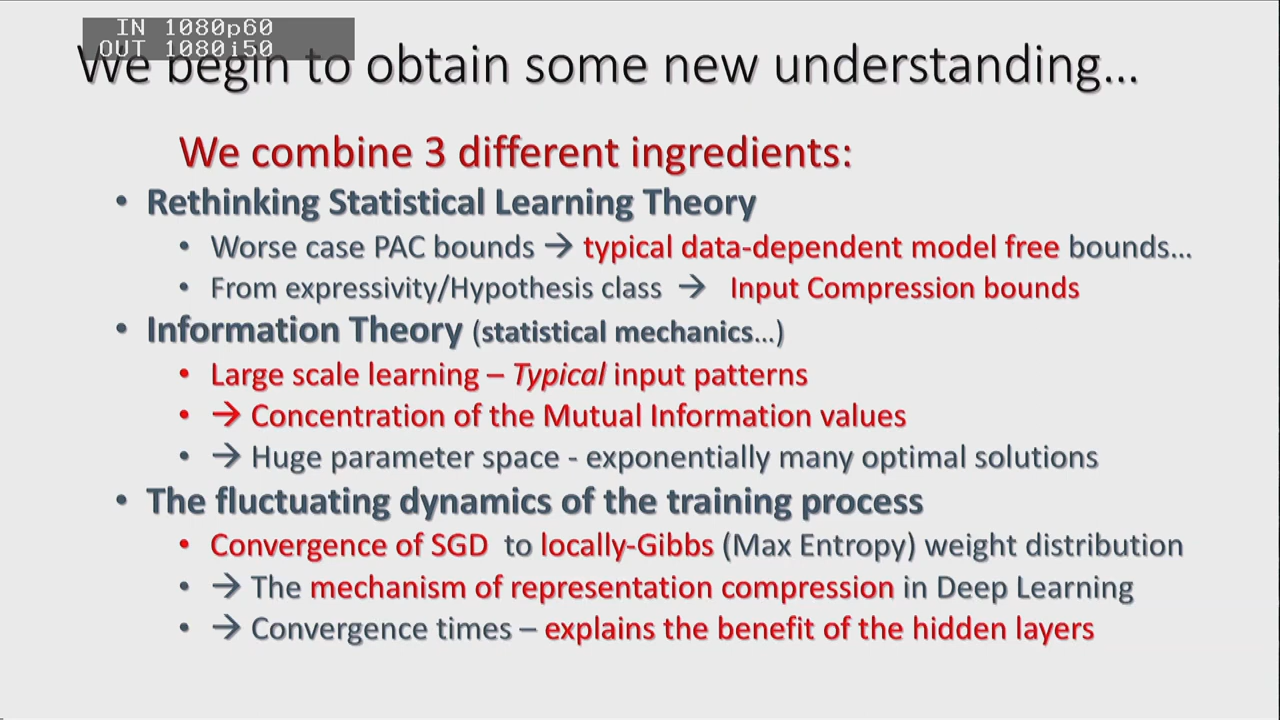 IN 1080p60
OUT 1080i50
We begin to obtain some new understanding...
We combine 3 different ingredients:
• Rethinking Statistical Learning Theory
• Worse case PAC bounds → typical data-dependent model free bounds...
• From expressivity/Hypothesis class → Input Compression bounds
• Information Theory (statistical mechanics...)
• Large scale learning – Typical input patterns
• → Concentration of the Mutual Information values
• → Huge parameter space - exponentially many optimal solutions
• The fluctuating dynamics of the training process
• Convergence of SGD to locally-Gibbs (Max Entropy) weight distribution
• → The mechanism of representation compression in Deep Learning
• → Convergence times – explains the benefit of the hidden layers